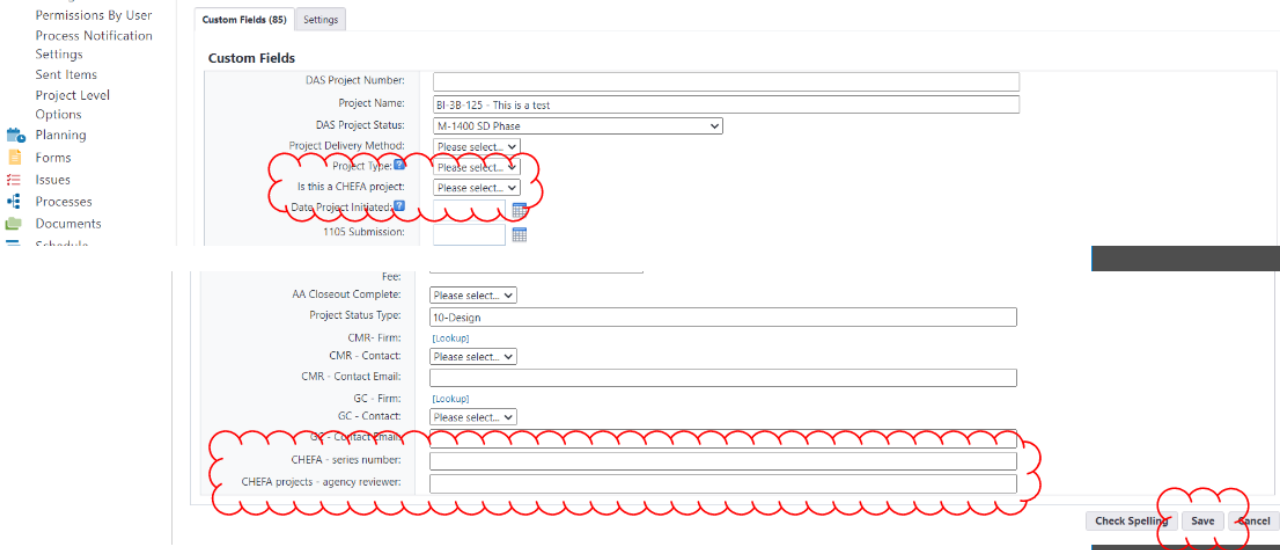 Permissions By User
Process Notification
Settings
Sent Items
Project Level
Options
Planning
Forms
Issues
Processes
Documents
Schedule
Custom Fields (85) Settings
Custom Fields
DAS Project Number:
Project Name: BI-3B-125 - This is a test
DAS Project Status: M-1400 SD Phase
Project Delivery Method: Please select...
Project Type: ? Please select...
Is this a CHEFA project: Please select...
Date Project Initiated: ?
1105 Submission:
Fee:
AA Closeout Complete: Please select...
Project Status Type: 10-Design
CMR- Firm: [Lookup]
CMR - Contact: Please select...
CMR - Contact Email:
GC - Firm: [Lookup]
GC - Contact: Please select...
GC - Contact Email:
CHEFA - series number:
CHEFA projects - agency reviewer:
Check Spelling Save Cancel